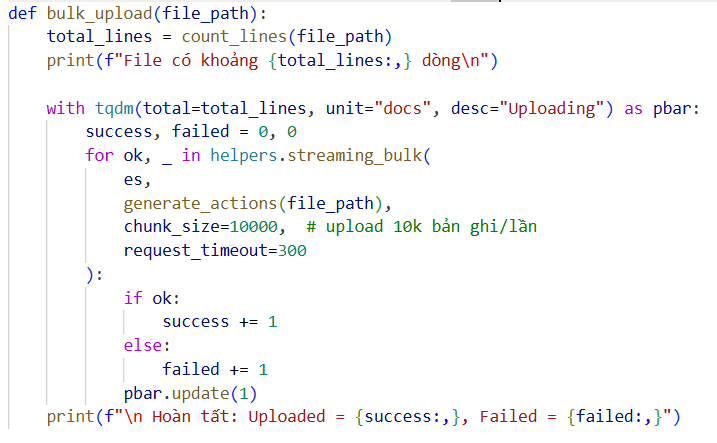 def bulk_upload(file_path):
    total_lines = count_lines(file_path)
    print(f"File có khoảng {total_lines:,} dòng\n")

    with tqdm(total=total_lines, unit="docs", desc="Uploading") as pbar:
        success, failed = 0, 0
        for ok, _ in helpers.streaming_bulk(
            es,
            generate_actions(file_path),
            chunk_size=10000,  # upload 10k bản ghi/lần
            request_timeout=300
        ):
            if ok:
                success += 1
            else:
                failed += 1
            pbar.update(1)
    print(f"\n Hoàn tất: Uploaded = {success:,}, Failed = {failed:,}")